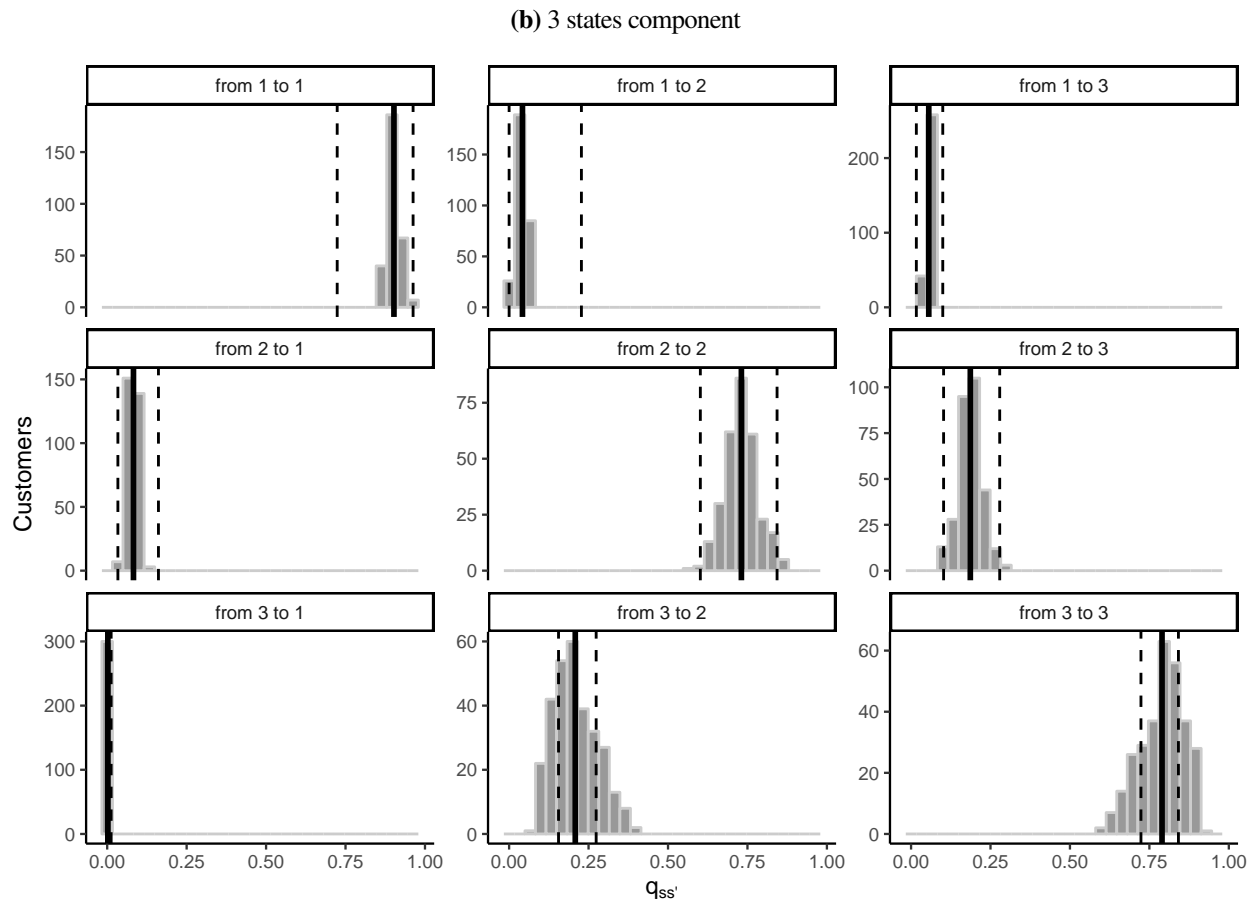 (b) 3 states component
from 1 to 1 from 1 to 2 from 1 to 3
150 150 200
100 100 100
50 50
0 0 0
from 2 to 1 from 2 to 2 from 2 to 3
150 75 100
100 50 75
50 25 50
25
0 0 0
from 3 to 1 from 3 to 2 from 3 to 3
300 60 60
200 40 40
100 20 20
0 0 0
0.00 0.25 0.75 1.00 0.00 0.25 0.75 1.00 0.00 0.25 0.50 0.75 1.00
Customers
qss'